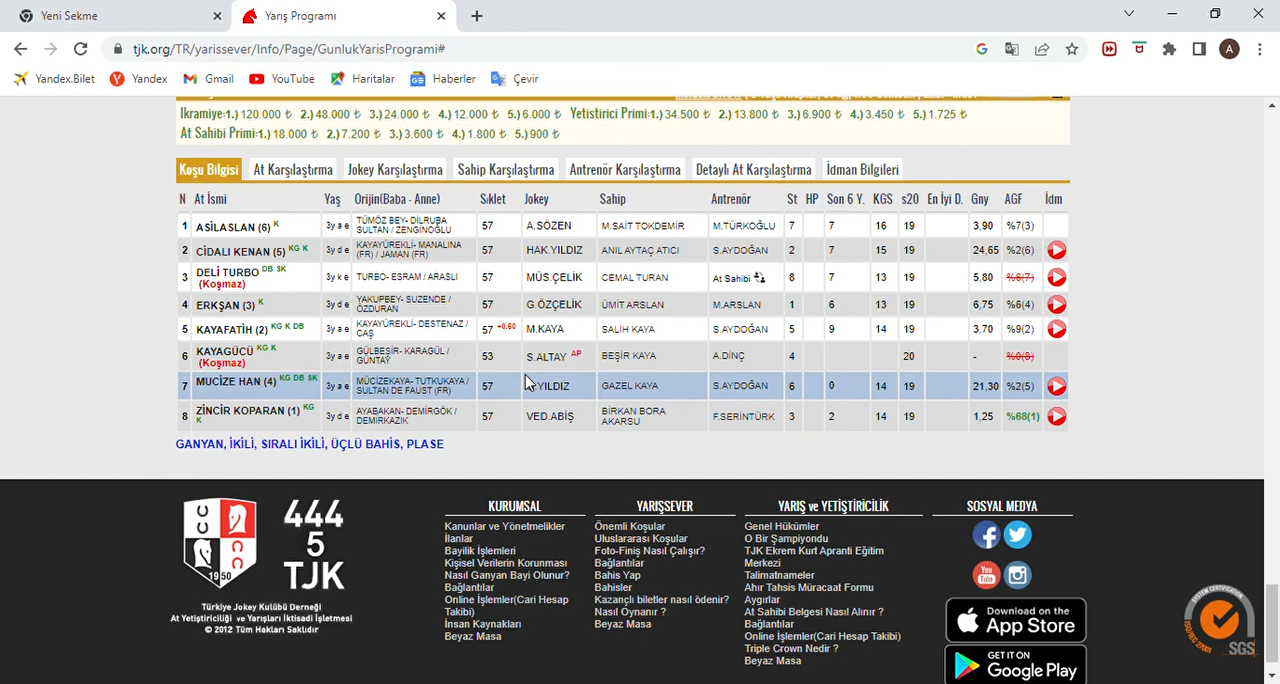 Yeni Sekme
Yarış Programı
tjk.org/TR/yarissever/Info/Page/GunlukYarisProgrami#
A
Yandex.Bilet Yandex Gmail YouTube Haritalar Haberler Çevir
İkramiye:1.) 120.000 ₺ 2.) 48.000 ₺ 3.) 24.000 ₺ 4.) 12.000 ₺ 5.) 6.000 ₺ Yetistirici Primi:1.) 34.500 ₺ 2.) 13.800 ₺ 3.) 6.900 ₺ 4.) 3.450 ₺ 5.) 1.725 ₺
At Sahibi Primi:1.) 18.000 ₺ 2.) 7.200 ₺ 3.) 3.600 ₺ 4.) 1.800 ₺ 5.) 900 ₺
Koşu Bilgisi At Karşılaştırma Jokey Karşılaştırma Sahip Karşılaştırma Antrenör Karşılaştırma Detaylı At Karşılaştırma İdman Bilgileri
N At İsmi Yaş Orijin(Baba - Anne) Sıklet Jokey Sahip Antrenör St HP Son 6 Y. KGS s20 En İyi D. Gny AGF İdm
1 ASİLASLAN (6) K 3y a e TÜMÖZ BEY- DİLRUBA SULTAN / ZENGİNOĞLU 57 A.SÖZEN M.SAİT TOKDEMİR M.TÜRKOĞLU 7 7 16 19 3,90 %7(3)
2 CİDALI KENAN (5) KG K 3y a e KAYAYÜREKLİ- MANALINA (FR) / JAMAN (FR) 57 HAK.YILDIZ ANIL AYTAÇ ATICI S.AYDOĞAN 2 7 15 19 24,65 %2(6)
3 DELİ TURBO DB SK (Koşmaz) 3y k e TURBO- ESRAM / ARASLI 57 MÜS.ÇELİK CEMAL TURAN At Sahibi 8 7 13 19 5,80 %6(7)
4 ERKŞAN (3) K 3y d e YAKUPBEY- SUZENDE / ÖZDURAN 57 G.ÖZÇELİK ÜMİT ARSLAN M.ARSLAN 1 6 13 19 6,75 %6(4)
5 KAYAFATİH (2) KG K DB 3y a e KAYAYÜREKLİ- DESTENAZ / CAŞ 57 +0.60 M.KAYA SALİH KAYA S.AYDOĞAN 5 9 14 19 3,70 %9(2)
6 KAYAGÜCÜ KG K (Koşmaz) 3y a e GÜLBEŞİR- KARAGÜL / GÜNTAY 53 S.ALTAY AP BEŞİR KAYA A.DİNÇ 4 20 - %0(8)
7 MUCİZE HAN (4) KG DB SK 3y a e MÜCİZEKAYA- TUTKUKAYA / SULTAN DE FAUST (FR) 57 .YILDIZ GAZEL KAYA S.AYDOĞAN 6 0 14 19 21,30 %2(5)
8 ZİNCİR KOPARAN (1) KG K 3y d e AYABAKAN- DEMİRGÖK / DEMİRKAZIK 57 VED.ABİŞ BİRKAN BORA AKARSU F.SERİNTÜRK 3 2 14 19 1,25 %68(1)
GANYAN, İKİLİ, SIRALI İKİLİ, ÜÇLÜ BAHİS, PLASE
1950
444
5
TJK
Türkiye Jokey Kulübü Derneği
At Yetiştiriciliği ve Yarışları İktisadi İşletmesi
© 2012 Tüm Hakları Saklıdır
KURUMSAL
Kanunlar ve Yönetmelikler
İlanlar
Bayilik İşlemleri
Kişisel Verilerin Korunması
Nasıl Ganyan Bayi Olunur?
Bağlantılar
Online İşlemler(Cari Hesap
Takibi)
İnsan Kaynakları
Beyaz Masa
YARIŞSEVER
Önemli Koşular
Uluslararası Koşular
Foto-Finiş Nasıl Çalışır?
Bağlantılar
Bahis Yap
Bahisler
Kazançlı biletler nasıl ödenir?
Nasıl Oynanır ?
Beyaz Masa
YARIŞ ve YETİŞTİRİCİLİK
Genel Hükümler
O Bir Şampiyondu
TJK Ekrem Kurt Apranti Eğitim
Merkezi
Talimatnameler
Ahır Tahsis Müracaat Formu
Aygırlar
At Sahibi Belgesi Nasıl Alınır ?
Bağlantılar
Online İşlemler(Cari Hesap Takibi)
Triple Crown Nedir ?
Beyaz Masa
SOSYAL MEDYA
You Tube
Download on the
App Store
GET IT ON
Google Play
SYSTEM CERTIFICATION
ISO/IEC 27001
SGS